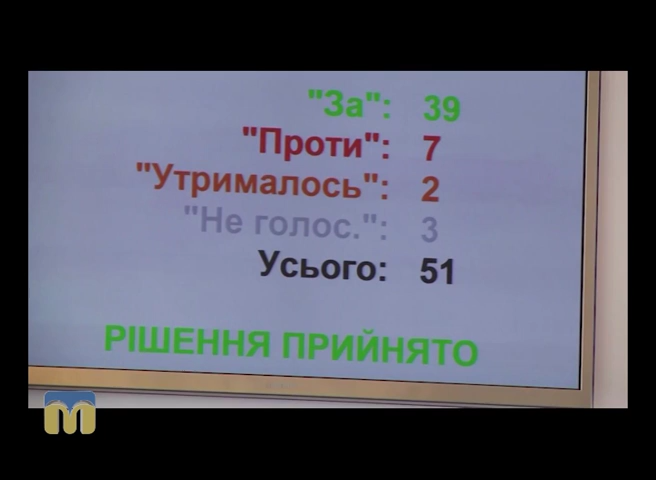 "За": 39
"Проти": 7
"Утрималось": 2
"Не голос.": 3
Усього: 51
РІШЕННЯ ПРИЙНЯТО
М